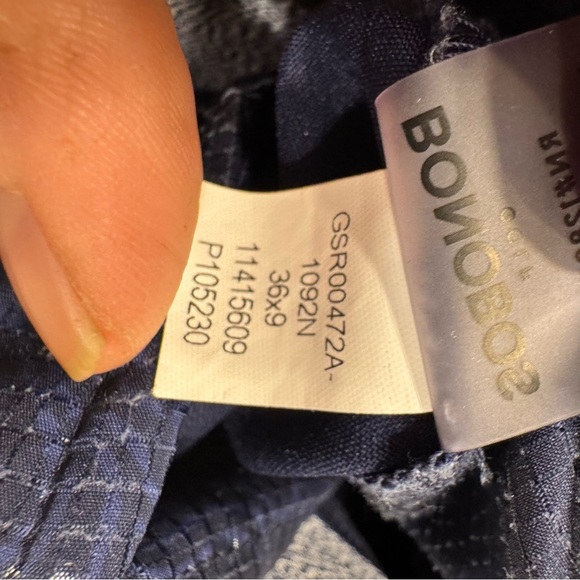 GSR00472A-
1092N
36x9
11415609
P105230
BONOBOS